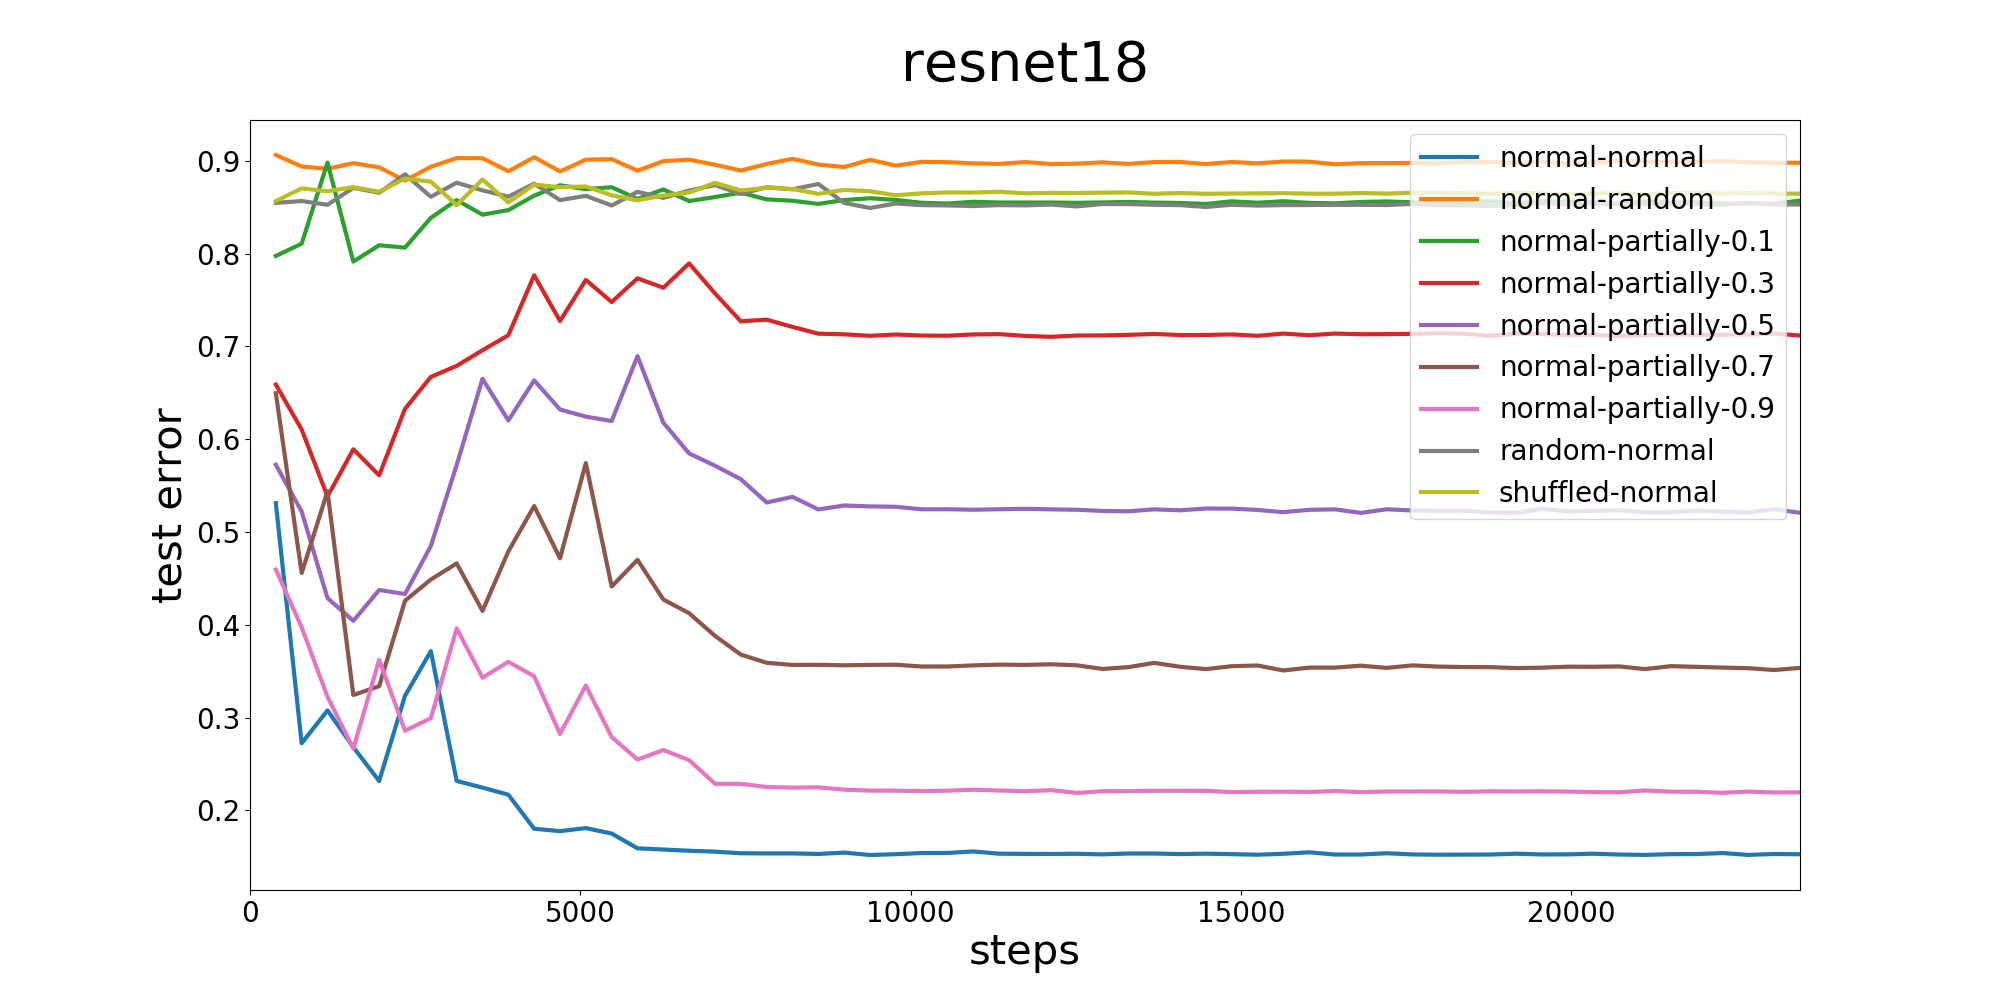 resnet18
0.9
0.8
0.7
0.6
0.5
0.4
0.3
0.2
test error
normal-normal
normal-random
normal-partially-0.1
normal-partially-0.3
normal-partially-0.5
normal-partially-0.7
normal-partially-0.9
random-normal
shuffled-normal
0 5000 10000 15000 20000
steps